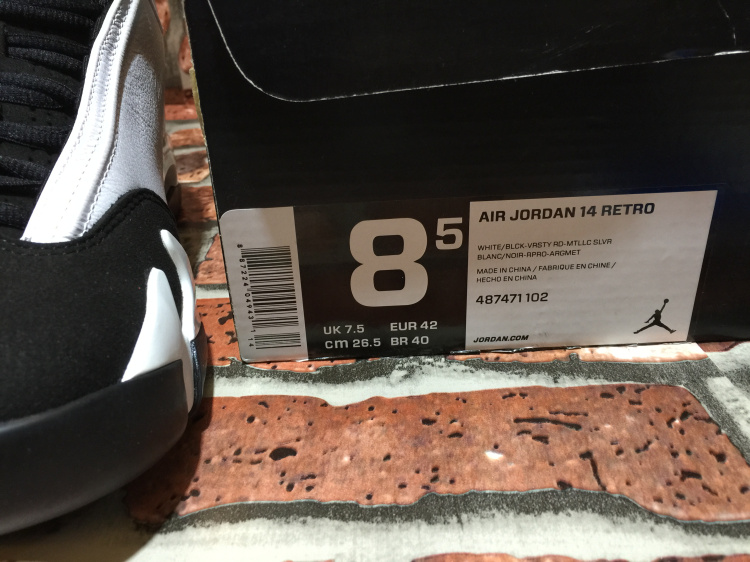 8 5
UK 7.5 EUR 42
cm 26.5 BR 40
AIR JORDAN 14 RETRO
WHITE/BLCK-VRSTY RD-MTLLC SLVR
BLANC/NOIR-RPRO-ARGMET
MADE IN CHINA / FABRIQUE EN CHINE /
HECHO EN CHINA
487471 102
JORDAN.COM